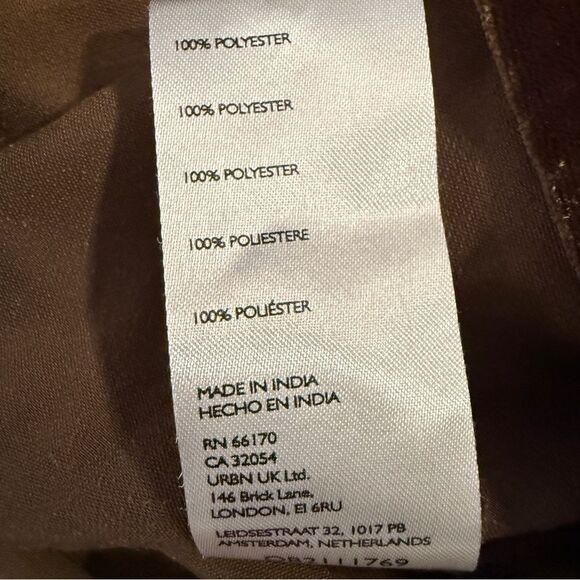 100% POLYESTER
100% POLYESTER
100% POLYESTER
100% POLIESTERE
100% POLIÉSTER
MADE IN INDIA
HECHO EN INDIA
RN 66170
CA 32054
URBN UK Ltd.
146 Brick Lane,
LONDON, E1 6RU
LEIDSESTRAAT 32, 1017 PB
AMSTERDAM, NETHERLANDS